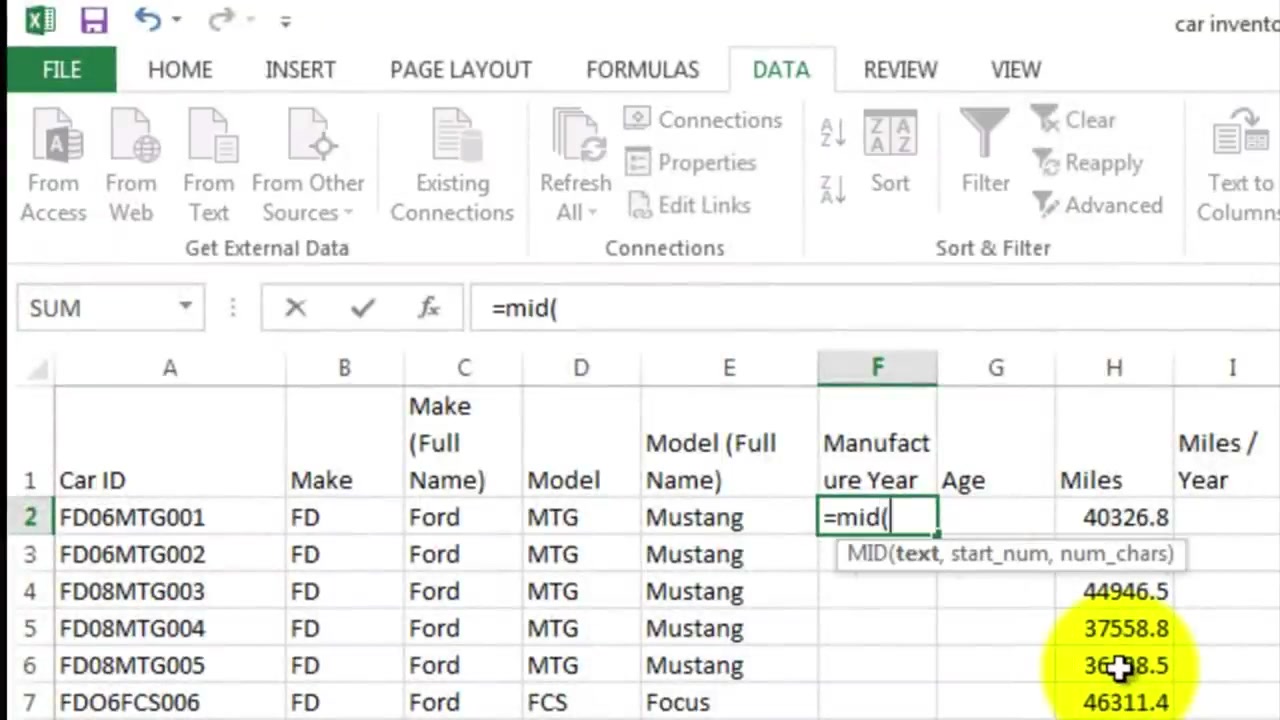 car invento
FILE HOME INSERT PAGE LAYOUT FORMULAS DATA REVIEW VIEW
From Access
From Web
From Text
From Other Sources
Existing Connections
Refresh All
Connections
Properties
Edit Links
Sort
Filter
Clear
Reapply
Advanced
Text to Columns
Get External Data
Connections
Sort & Filter
SUM fx =mid(
A B C D E F G H I
1 Car ID Make Make (Full Name) Model Model (Full Name) Manufacture Year Age Miles Miles / Year
2 FD06MTG001 FD Ford MTG Mustang =mid( 40326.8
MID(text, start_num, num_chars)
3 FD06MTG002 FD Ford MTG Mustang
4 FD08MTG003 FD Ford MTG Mustang 44946.5
5 FD08MTG004 FD Ford MTG Mustang 37558.8
6 FD08MTG005 FD Ford MTG Mustang
7 FDO6FCS006 FD Ford FCS Focus 46311.4